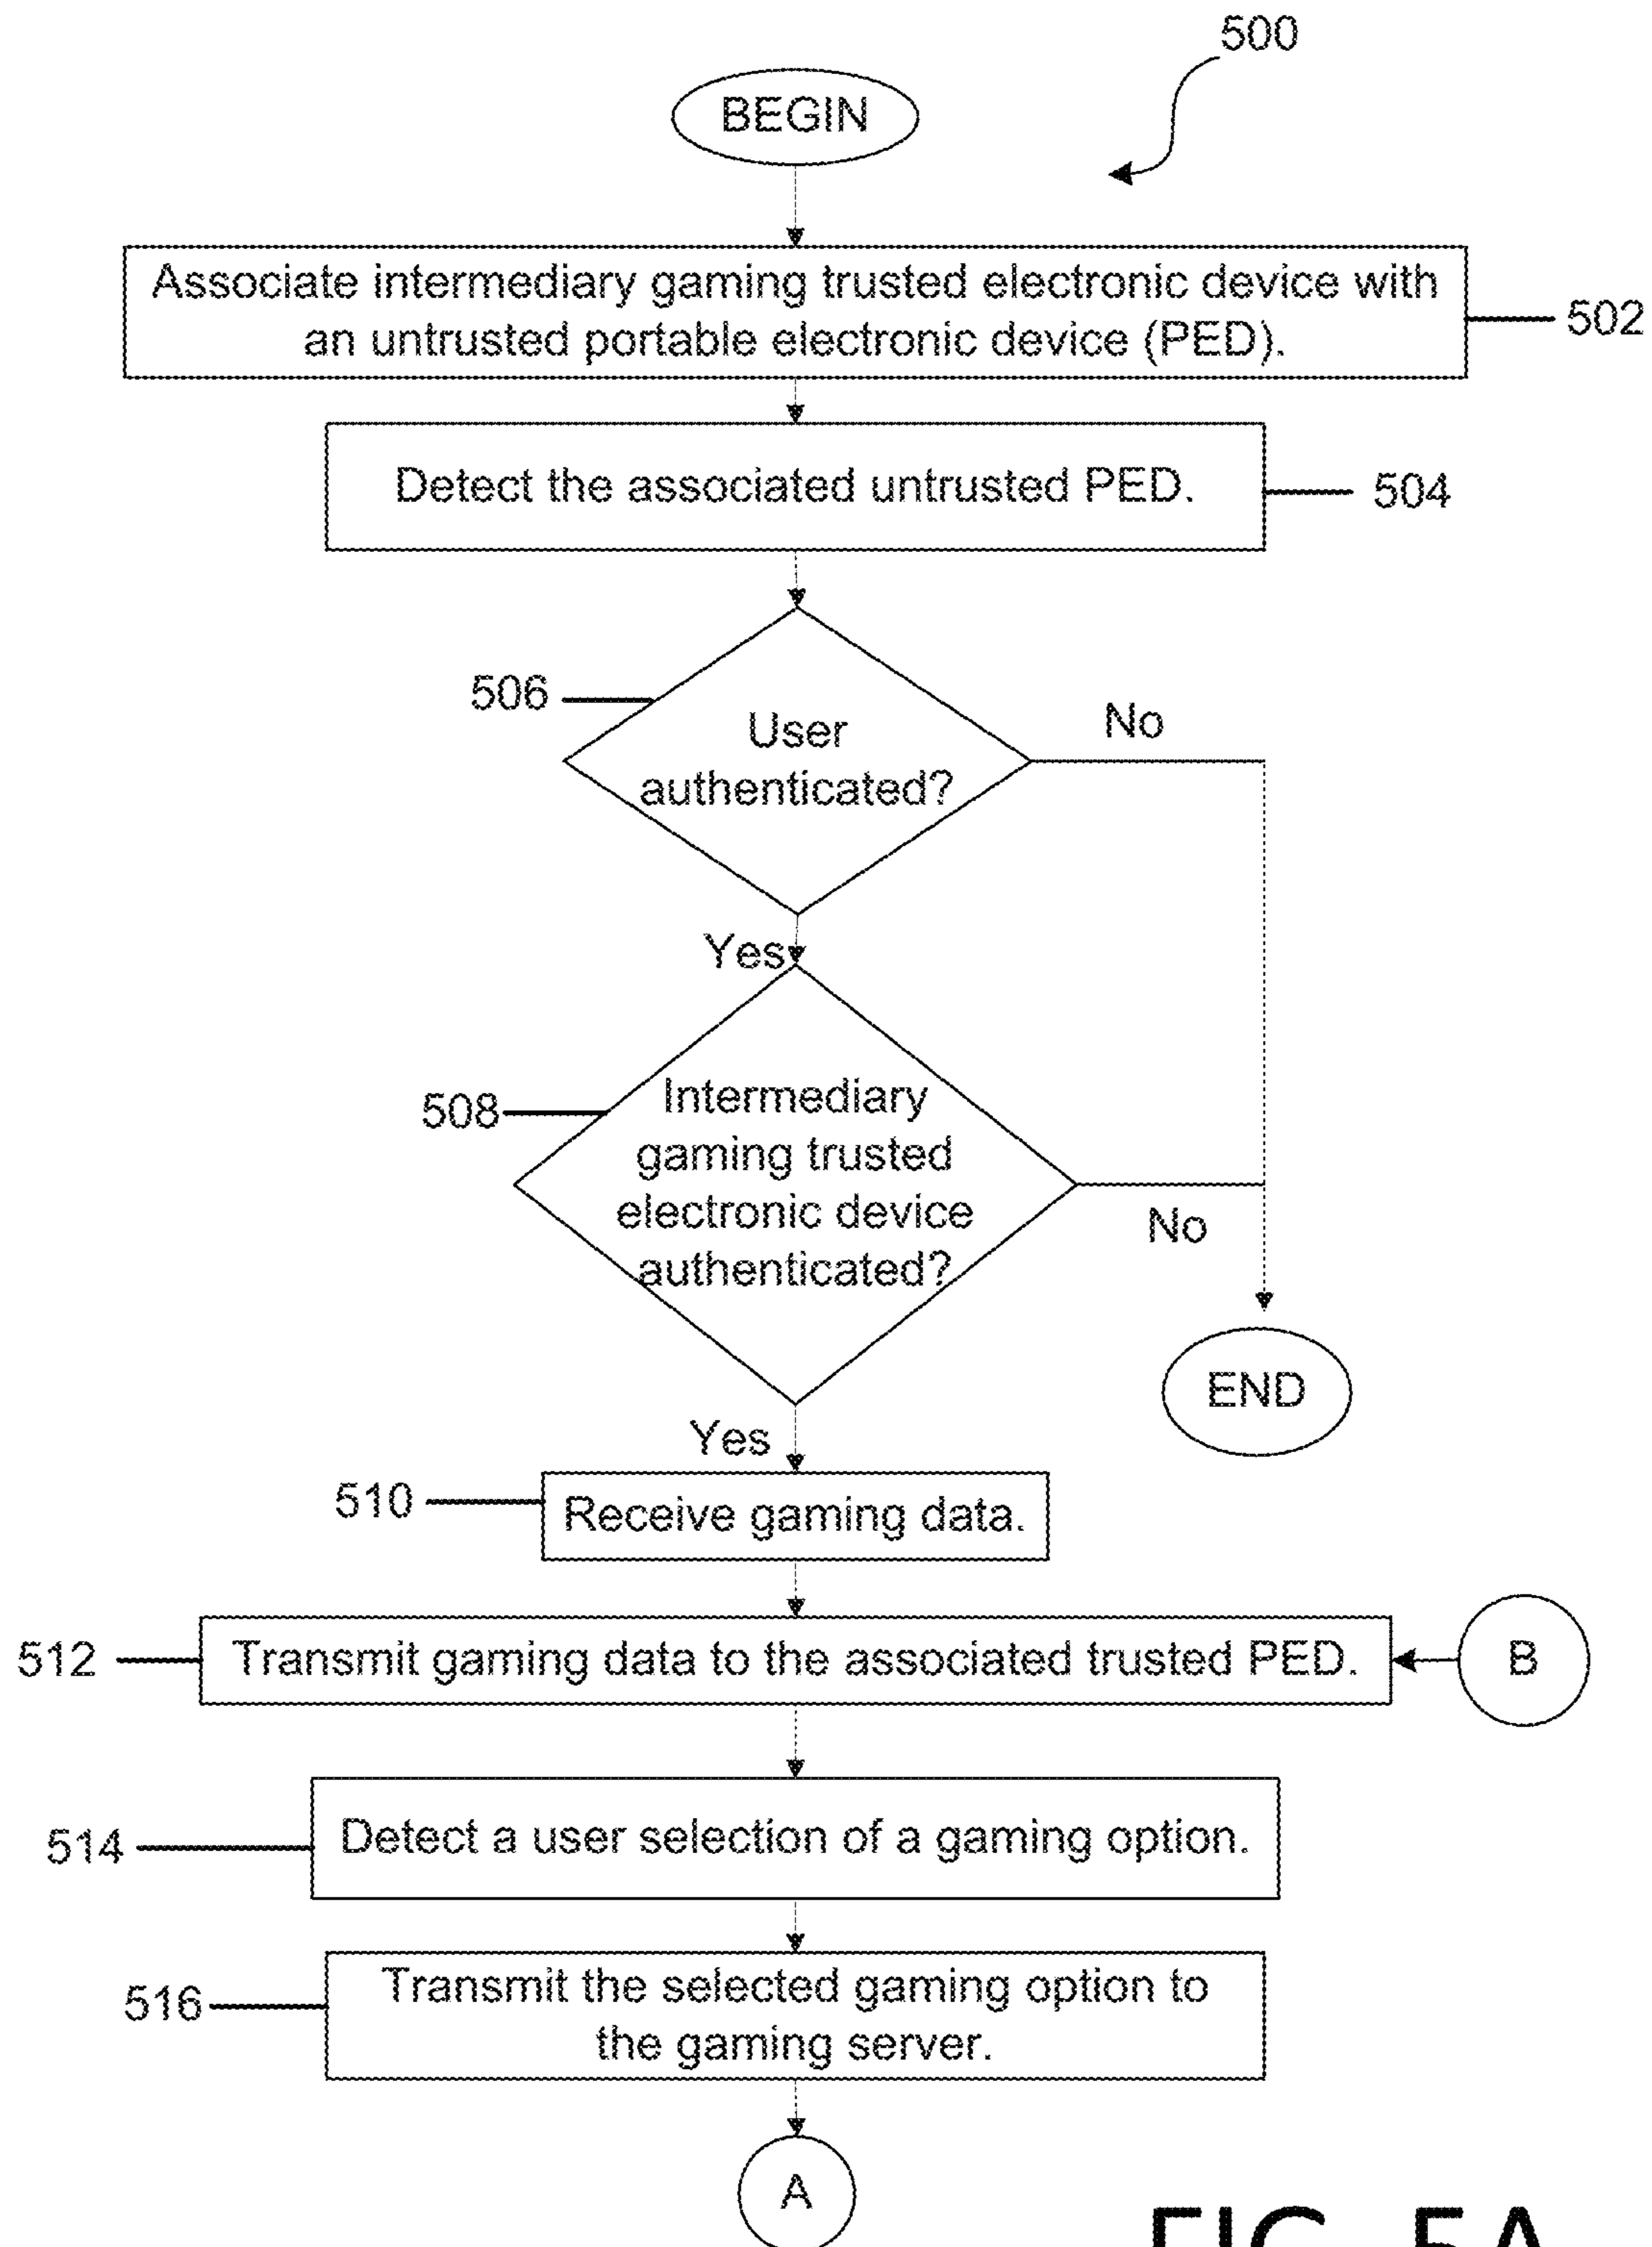 500
BEGIN
Associate intermediary gaming trusted electronic device with
an untrusted portable electronic device (PED).
502
Detect the associated untrusted PED.
504
506
User
authenticated?
No
Yes
508
Intermediary
gaming trusted
electronic device
authenticated?
No
END
Yes
510
Receive gaming data.
512
Transmit gaming data to the associated trusted PED.
B
514
Detect a user selection of a gaming option.
516
Transmit the selected gaming option to
the gaming server.
A
FIG. 5A